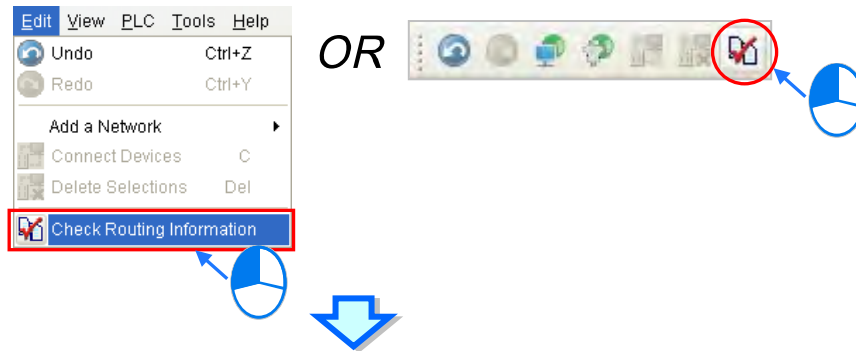 Edit View PLC Tools Help
Undo Ctrl+Z
Redo Ctrl+Y
Add a Network
Connect Devices C
Delete Selections Del
Check Routing Information
OR